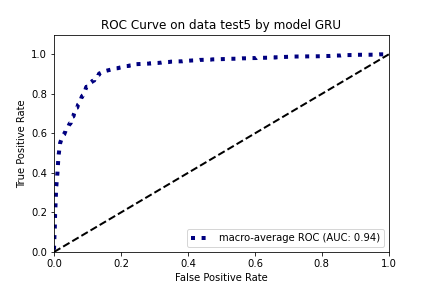 ROC Curve on data test5 by model GRU
True Positive Rate
1.0
0.8
0.6
0.4
0.2
0.0
macro-average ROC (AUC: 0.94)
0.0 0.2 0.4 0.6 0.8 1.0
False Positive Rate